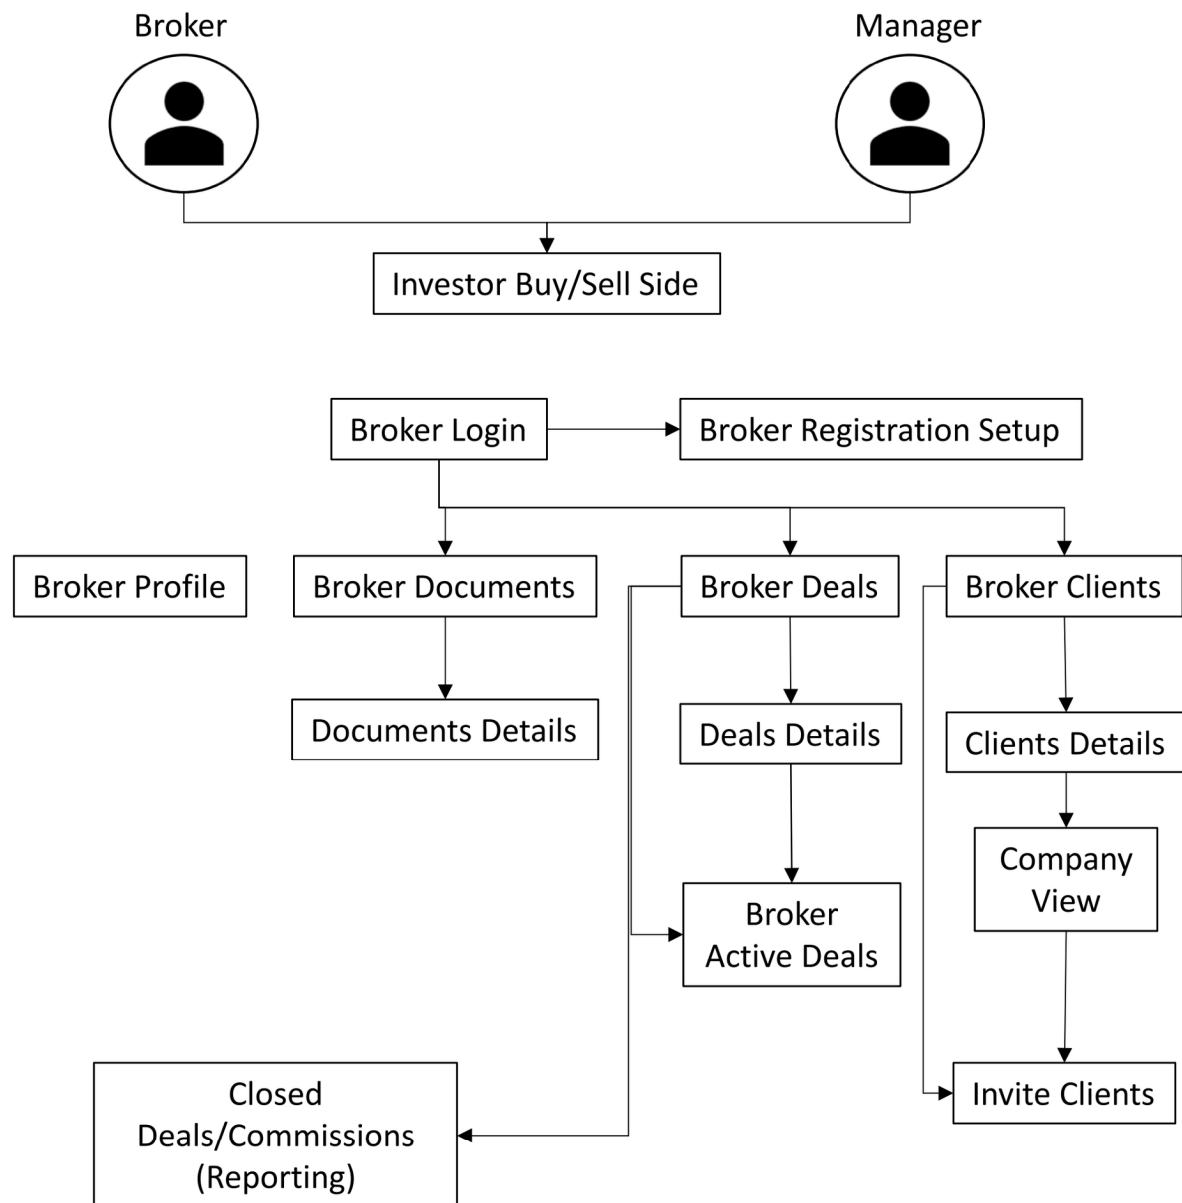 Broker
Manager
Investor Buy/Sell Side
Broker Login
Broker Registration Setup
Broker Profile
Broker Documents
Broker Deals
Broker Clients
Documents Details
Deals Details
Clients Details
Company
View
Broker
Active Deals
Closed
Deals/Commissions
(Reporting)
Invite Clients